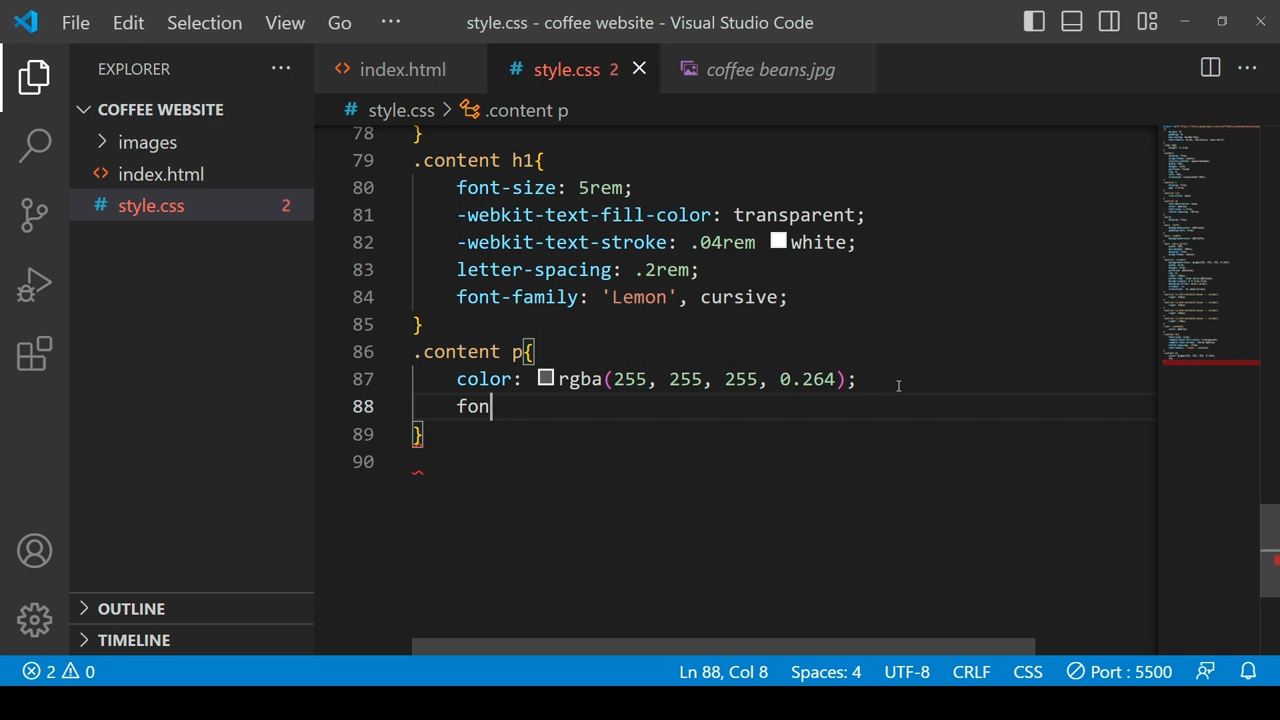 File Edit Selection View Go ··· style.css - coffee website - Visual Studio Code
EXPLORER ···
COFFEE WEBSITE
images
<> index.html
# style.css 2
OUTLINE
TIMELINE
<> index.html # style.css 2 coffee beans.jpg ···
# style.css > .content p
78 }
79 .content h1{
80 font-size: 5rem;
81 -webkit-text-fill-color: transparent;
82 -webkit-text-stroke: .04rem white;
83 letter-spacing: .2rem;
84 font-family: 'Lemon', cursive;
85 }
86 .content p{
87 color: rgba(255, 255, 255, 0.264);
88 fon
89 }
90
2 0 Ln 88, Col 8 Spaces: 4 UTF-8 CRLF CSS Port : 5500